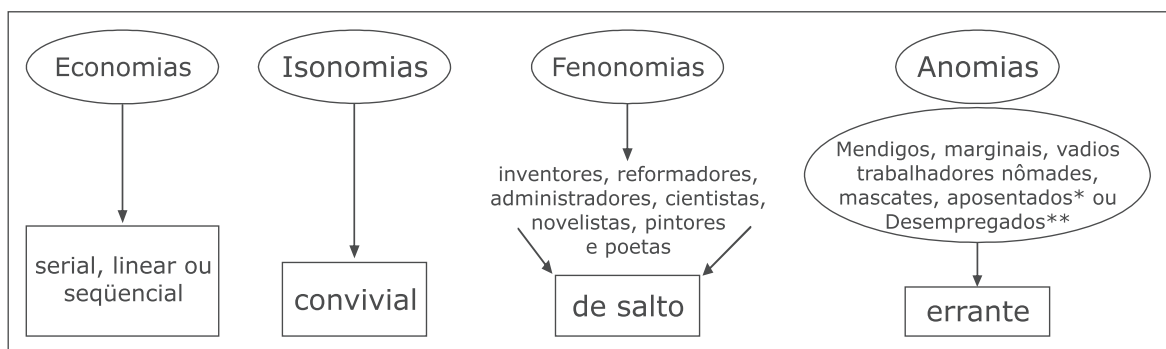 Economias
Isonomias
Fenonomias
Anomias
inventores, reformadores,
administradores, cientistas,
novelistas, pintores
e poetas
Mendigos, marginais, vadios
trabalhadores nômades,
mascates, aposentados* ou
Desempregados**
serial, linear ou
seqüencial
convivial
de salto
errante